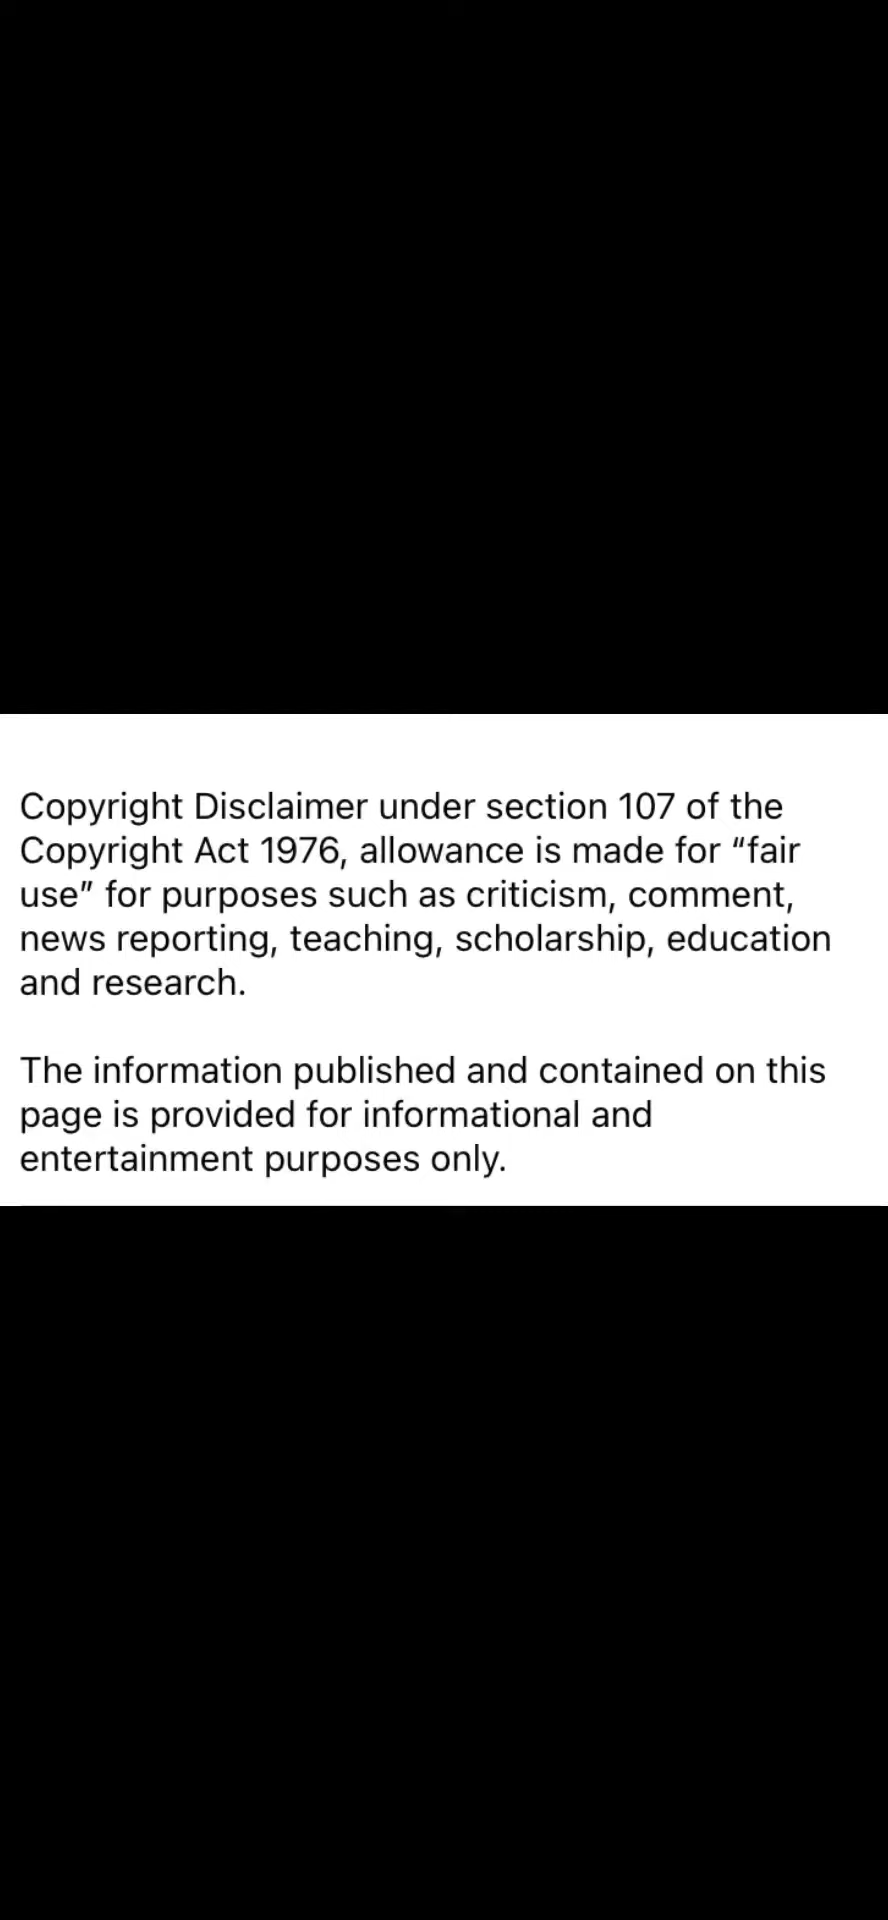 Copyright Disclaimer under section 107 of the
Copyright Act 1976, allowance is made for “fair
use” for purposes such as criticism, comment,
news reporting, teaching, scholarship, education
and research.
The information published and contained on this
page is provided for informational and
entertainment purposes only.